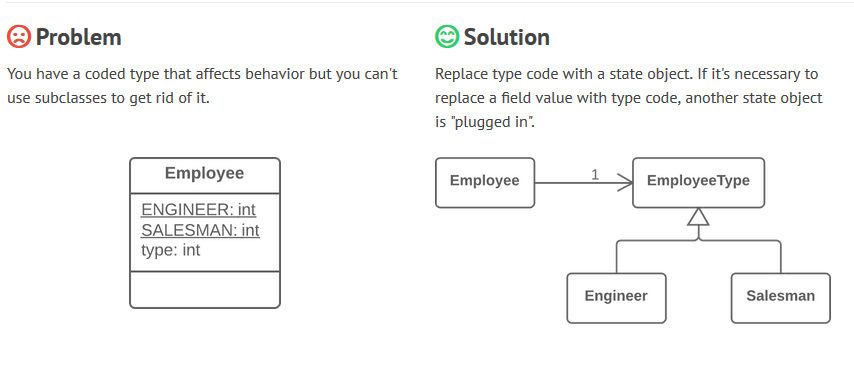 Problem
You have a coded type that affects behavior but you can't
use subclasses to get rid of it.
Employee
ENGINEER: int
SALESMAN: int
type: int
Solution
Replace type code with a state object. If it's necessary to
replace a field value with type code, another state object
is "plugged in".
Employee
1
EmployeeType
Engineer
Salesman